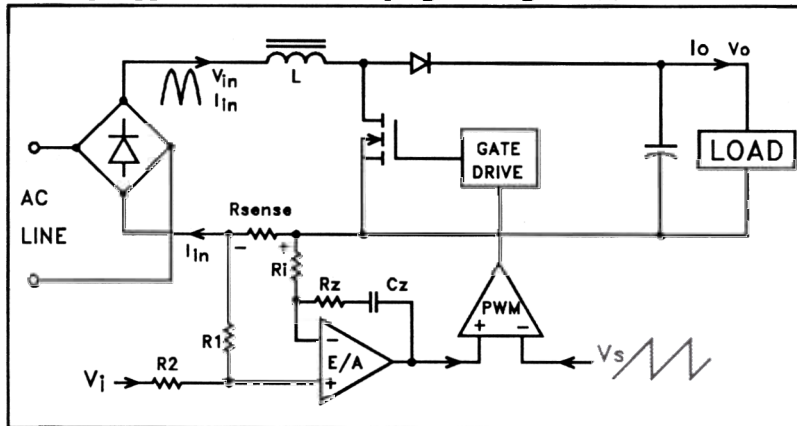 Io Vo
Vin
Iin
L
GATE
DRIVE
LOAD
AC
LINE
Rsense
Iin
−
+
Ri
Rz
Cz
PWM
+ −
R1
−
E/A
+
Vi
R2
Vs